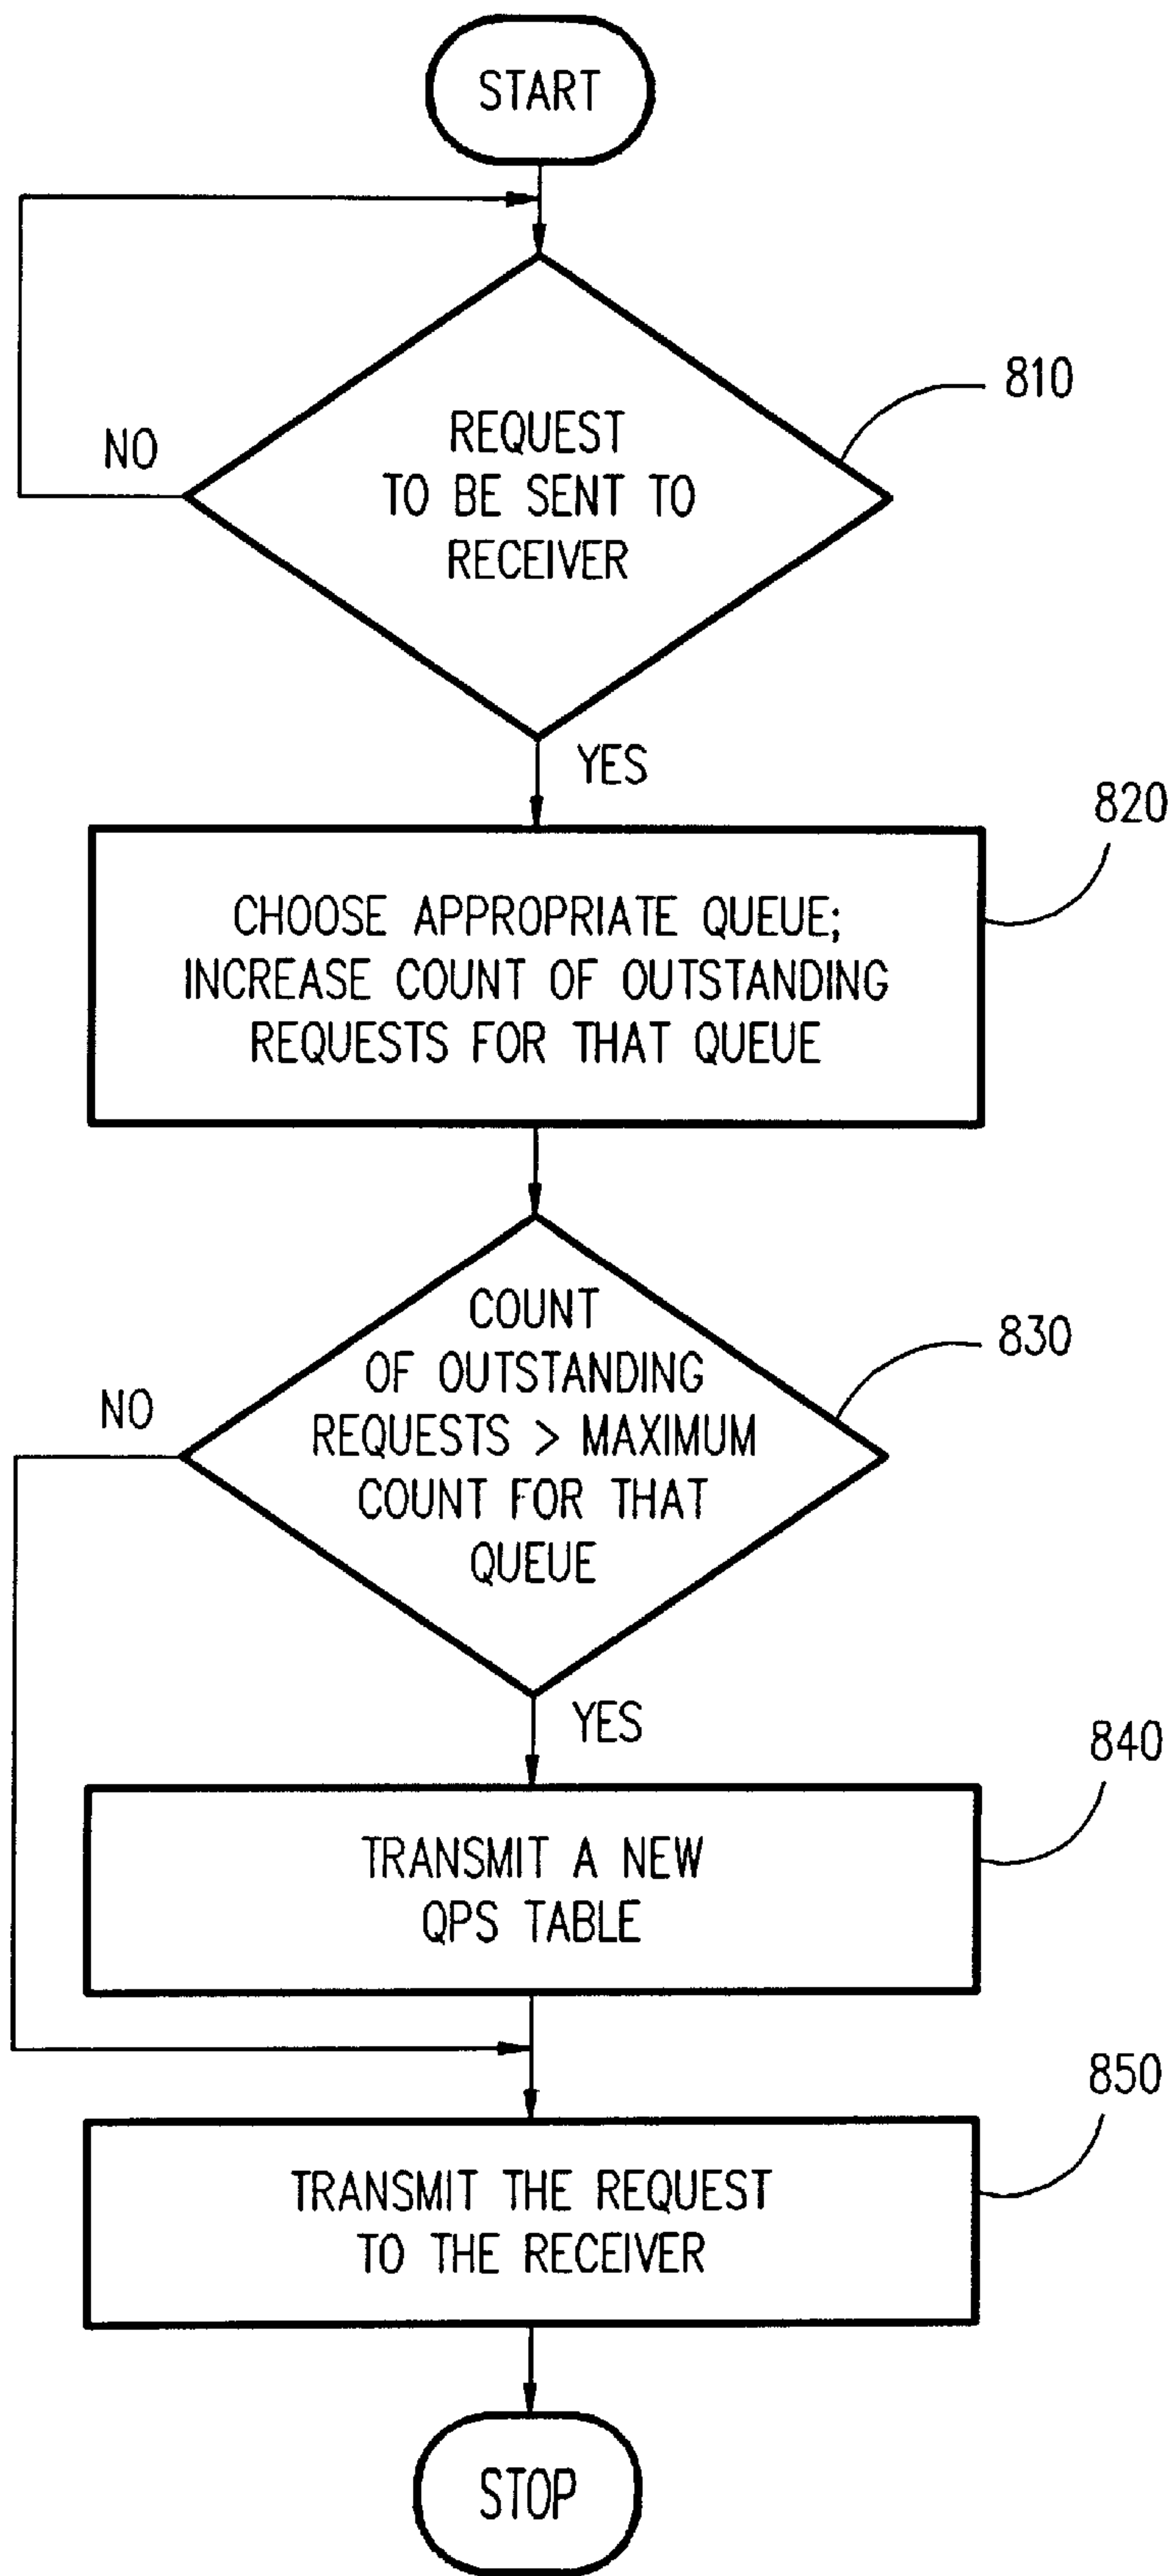 START
810
NO
REQUEST
TO BE SENT TO
RECEIVER
YES
820
CHOOSE APPROPRIATE QUEUE;
INCREASE COUNT OF OUTSTANDING
REQUESTS FOR THAT QUEUE
830
NO
COUNT
OF OUTSTANDING
REQUESTS > MAXIMUM
COUNT FOR THAT
QUEUE
YES
840
TRANSMIT A NEW
QPS TABLE
850
TRANSMIT THE REQUEST
TO THE RECEIVER
STOP